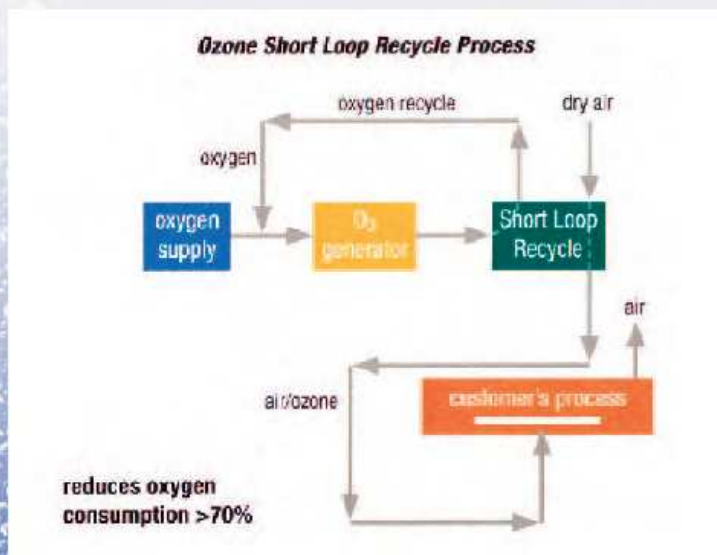 Ozone Short Loop Recycle Process
oxygen recycle
dry air
oxygen
oxygen
supply
O₃
generator
Short Loop
Recycle
air
air/ozone
customer's process
reduces oxygen
consumption >70%